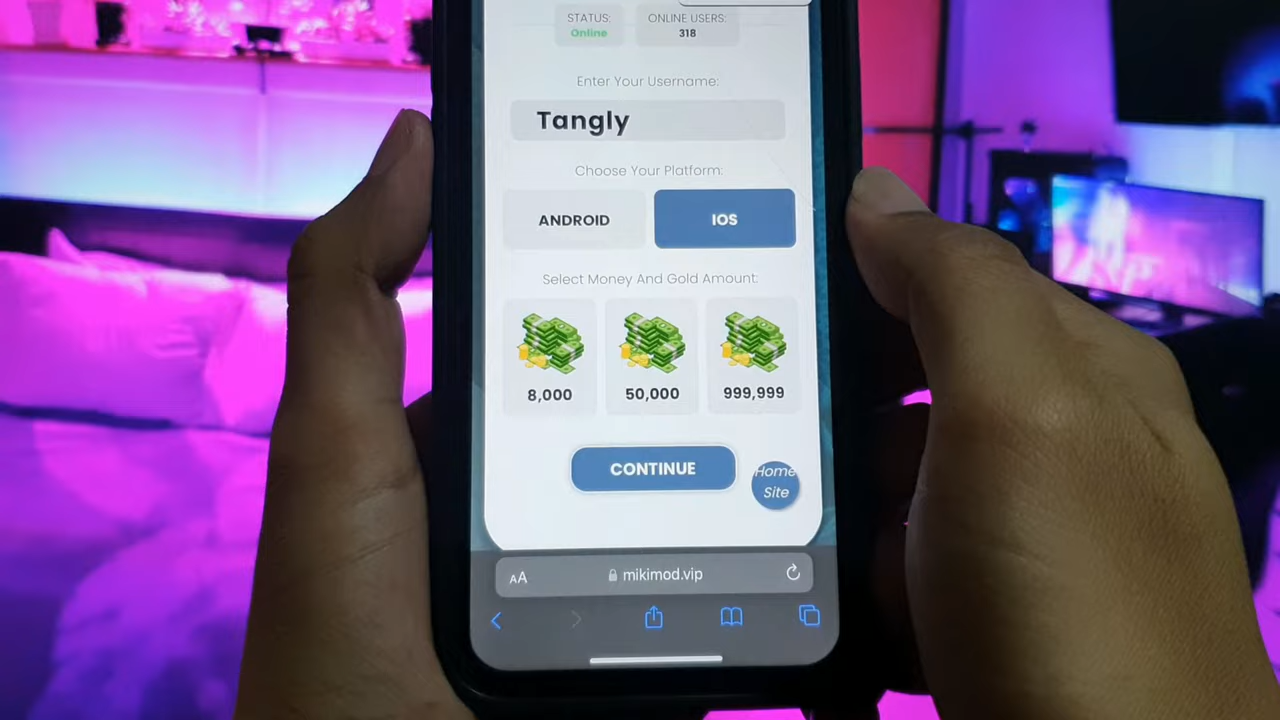 STATUS:
Online
ONLINE USERS:
318
Enter Your Username:
Tangly
Choose Your Platform:
ANDROID
IOS
Select Money And Gold Amount:
8,000
50,000
999,999
CONTINUE
Home
Site
AA
mikimod.vip